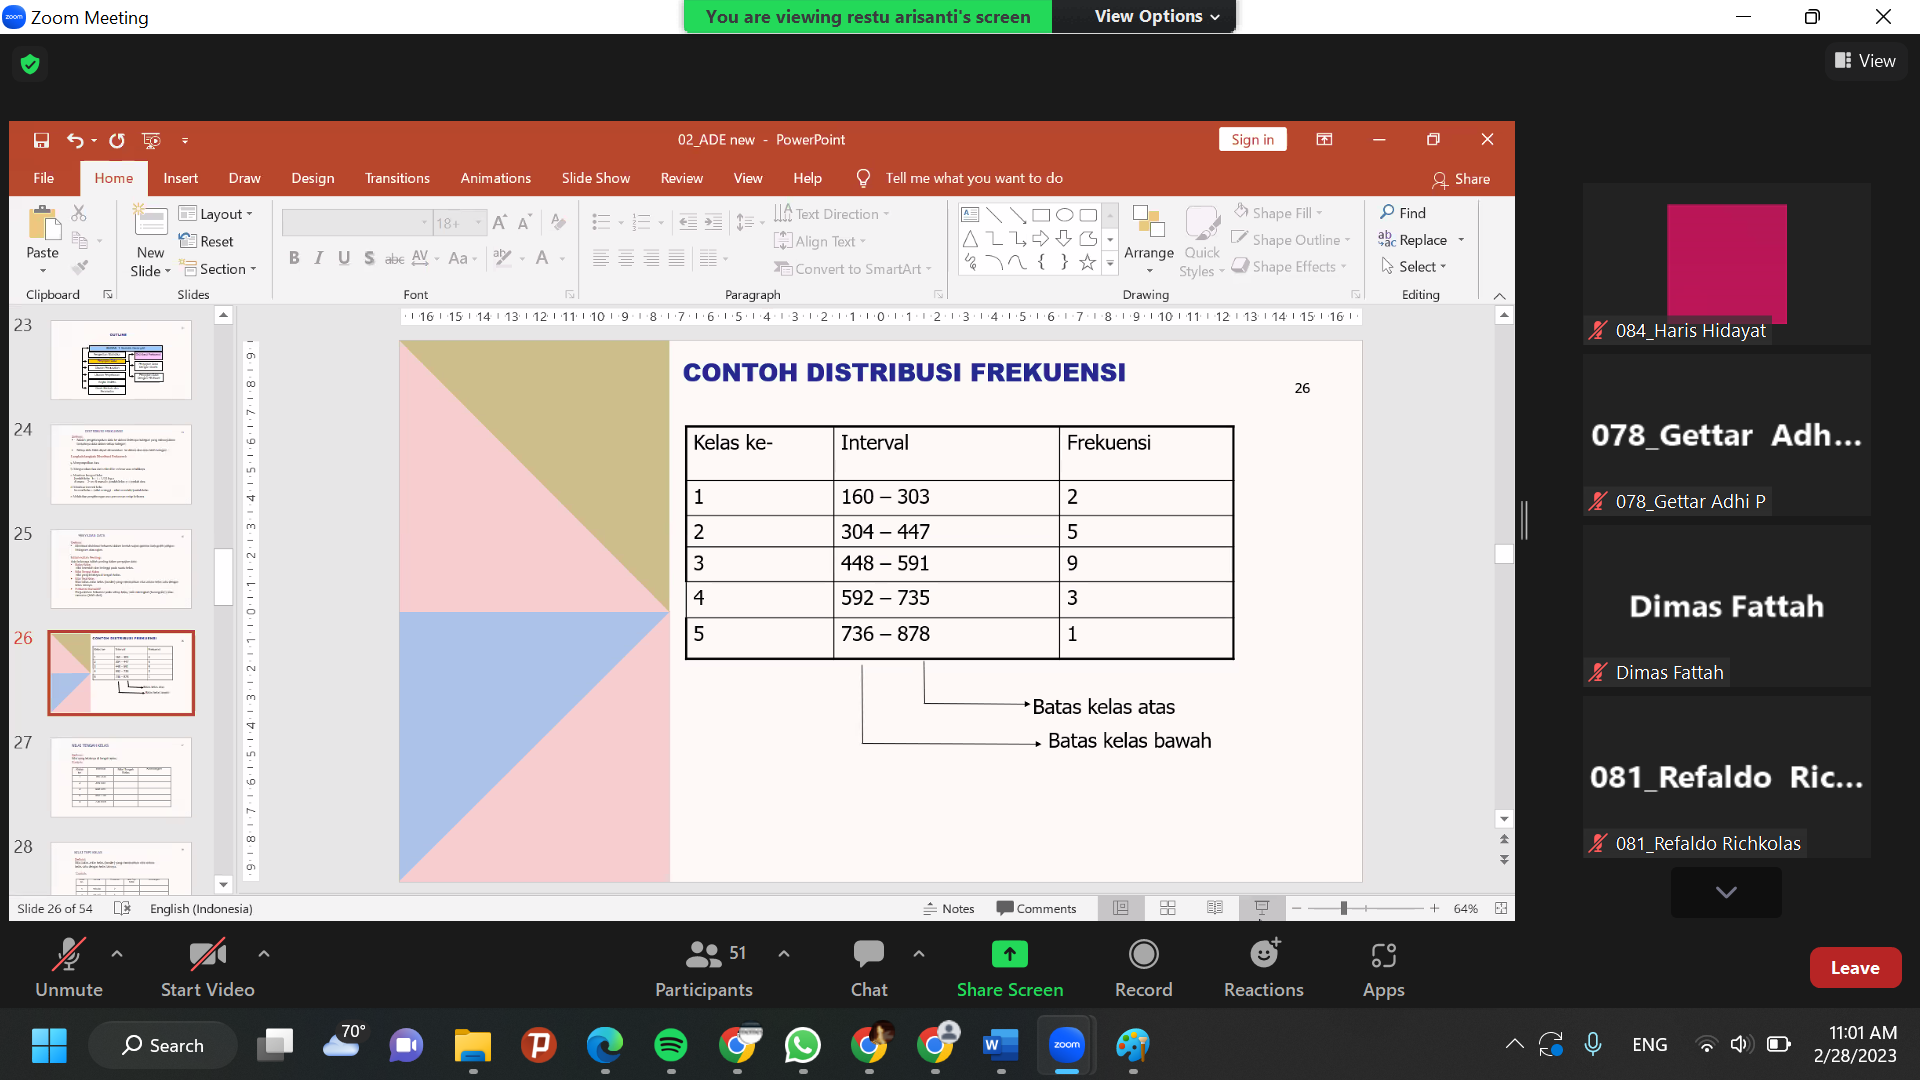 Zoom Meeting
You are viewing restu arisanti's screen
View Options
View
02_ADE new - PowerPoint
Sign in
File
Home
Insert
Draw
Design
Transitions
Animations
Slide Show
Review
View
Help
Tell me what you want to do
Share
Paste
New
Slide
Layout
Reset
Section
18+
Text Direction
Align Text
Convert to SmartArt
Arrange
Quick
Styles
Shape Fill
Shape Outline
Shape Effects
Find
Replace
Select
Clipboard
Slides
Font
Paragraph
Drawing
Editing
23
24
25
26
27
28
CONTOH DISTRIBUSI FREKUENSI
26
Kelas ke- Interval Frekuensi
1 160 – 303 2
2 304 – 447 5
3 448 – 591 9
4 592 – 735 3
5 736 – 878 1
Batas kelas atas
Batas kelas bawah
Slide 26 of 54
English (Indonesia)
Notes
Comments
64%
084_Haris Hidayat
078_Gettar Adh...
078_Gettar Adhi P
Dimas Fattah
Dimas Fattah
081_Refaldo Ric...
081_Refaldo Richkolas
Unmute
Start Video
51
Participants
Chat
Share Screen
Record
Reactions
Apps
Leave
Search
70°
zoom
ENG
11:01 AM
2/28/2023